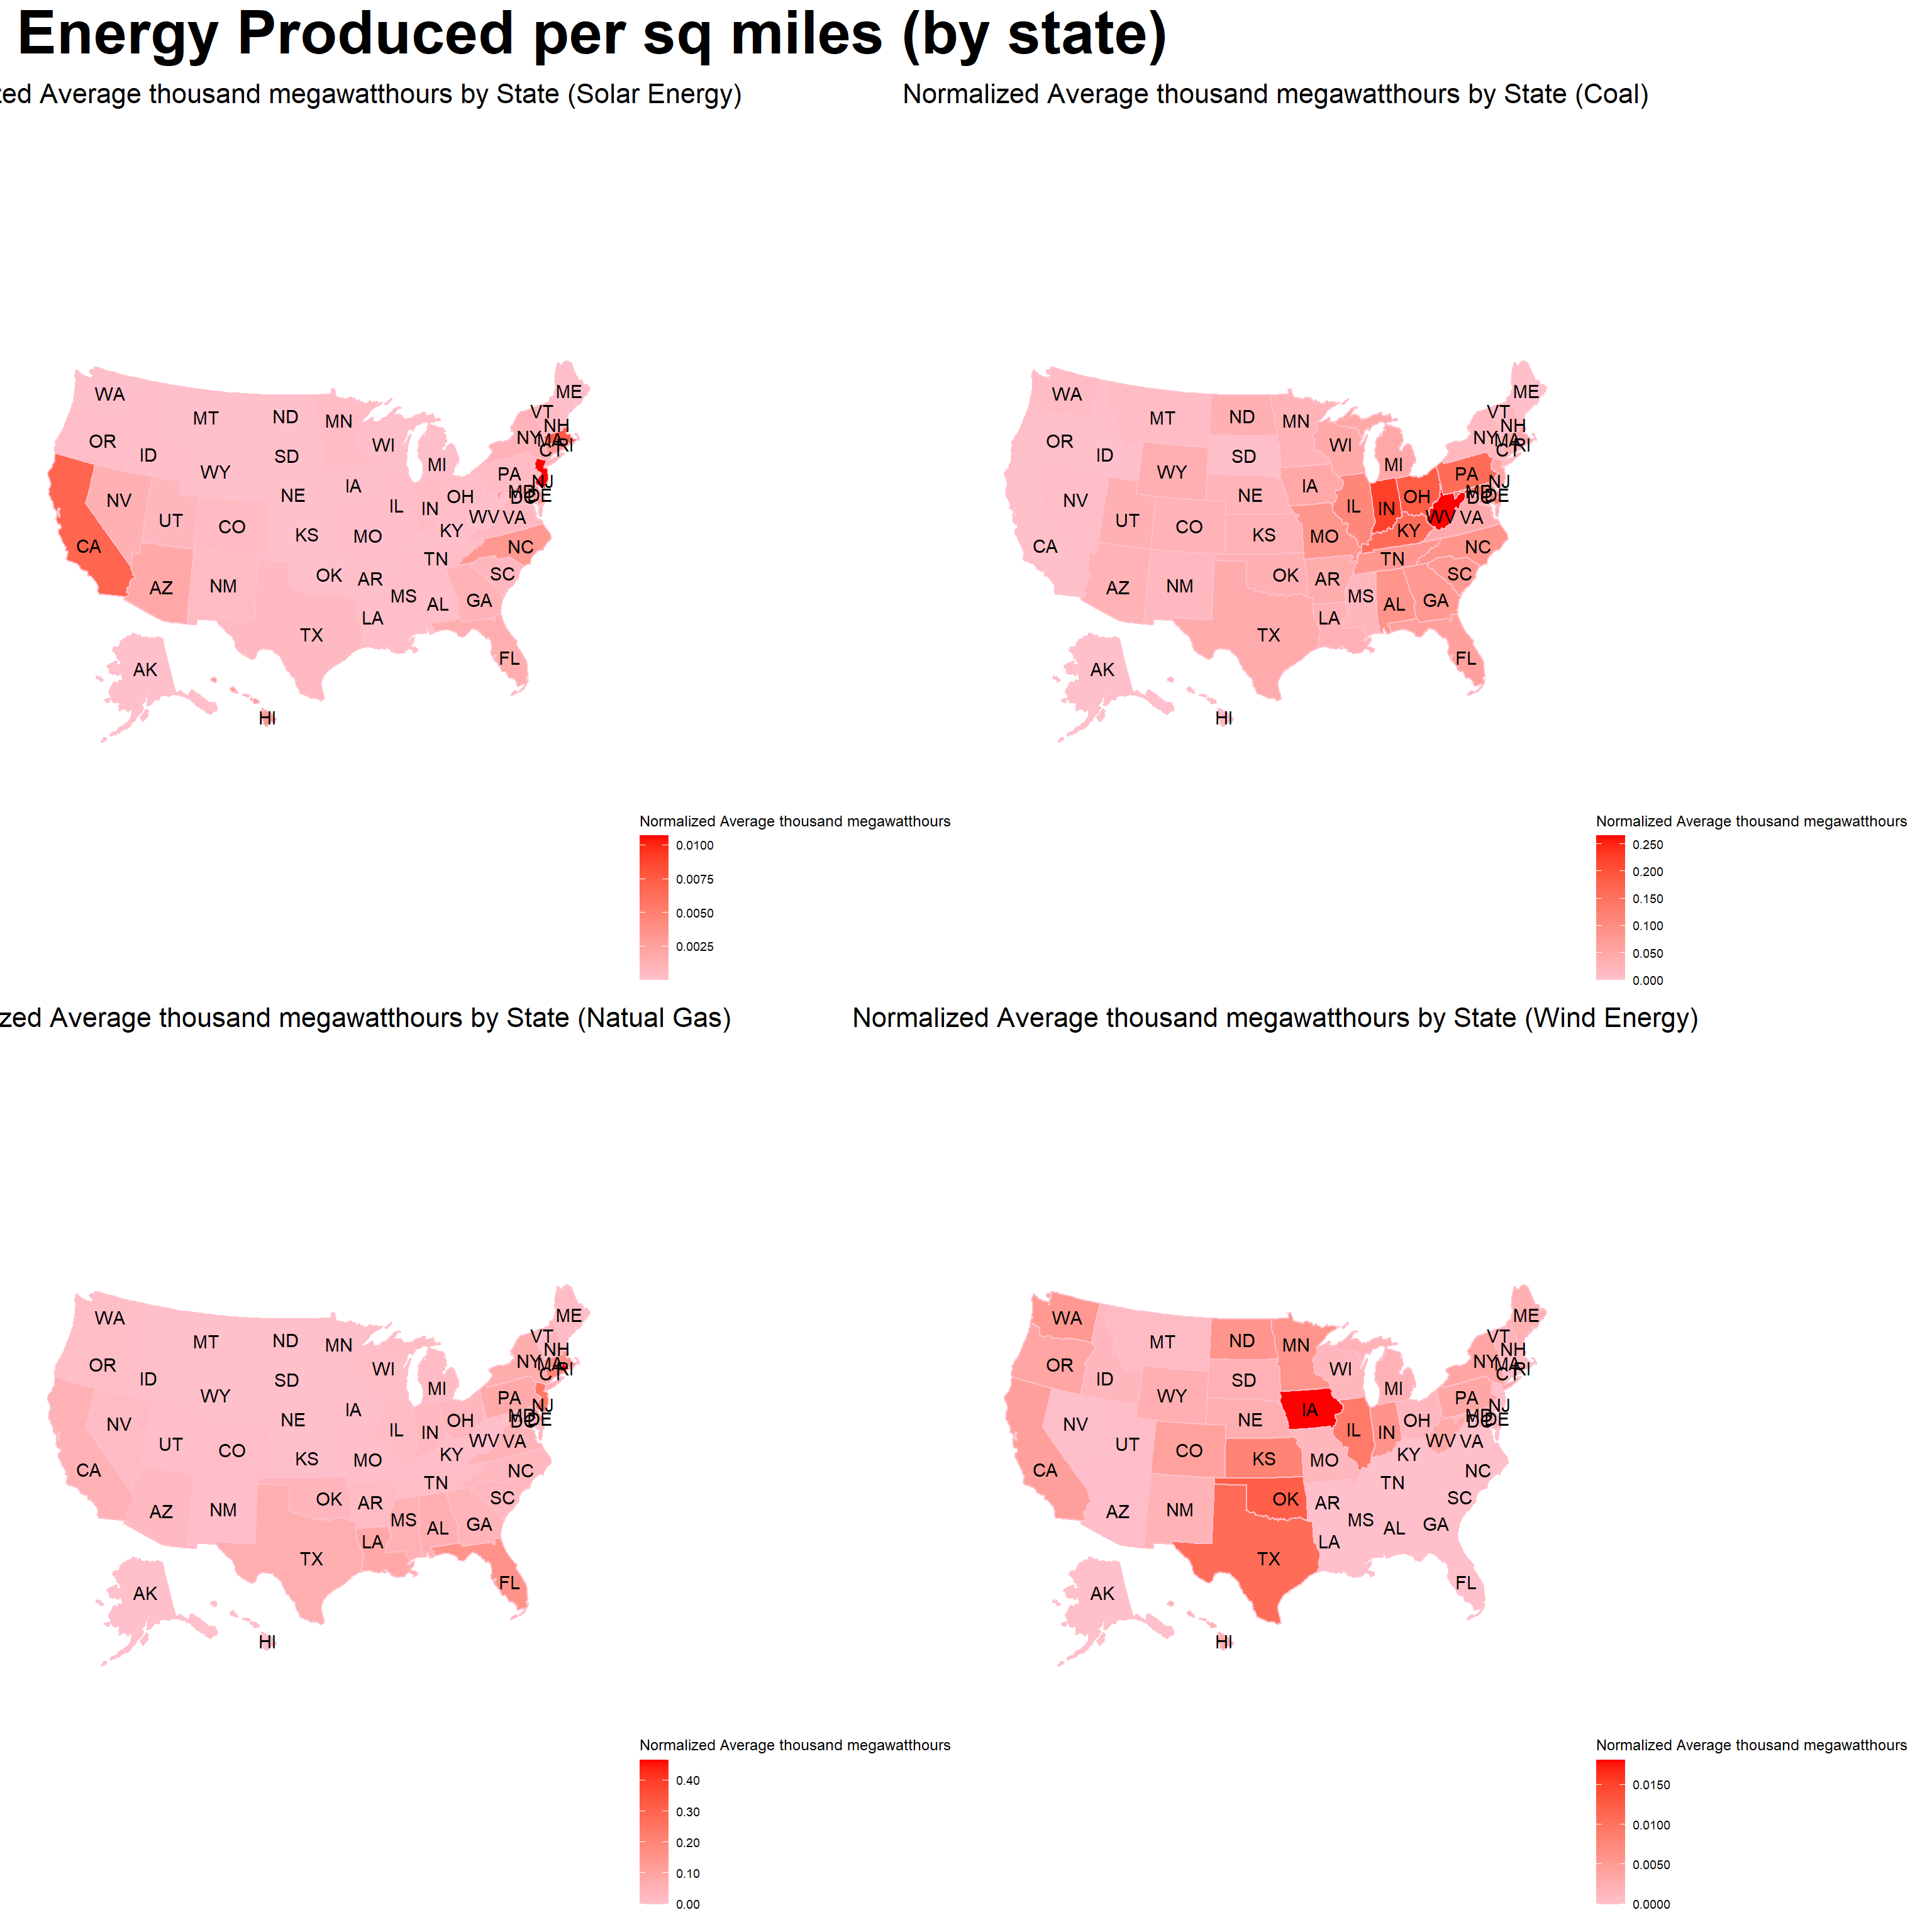 Energy Produced per sq miles (by state)
zed Average thousand megawatthours by State (Solar Energy)
WA
MT
ND
MN
ME
VT
NH
OR
ID
SD
WI
NY
MA
RI
CT
WY
MI
PA
NJ
NV
NE
IA
IL
IN
OH
MD
DC
DE
UT
CO
KS
MO
KY
WV
VA
CA
TN
NC
AZ
NM
OK
AR
MS
AL
GA
SC
TX
LA
FL
AK
HI
Normalized Average thousand megawatthours
0.0100
0.0075
0.0050
0.0025
Normalized Average thousand megawatthours by State (Coal)
WA
MT
ND
MN
ME
VT
NH
OR
ID
SD
WI
NY
MA
RI
CT
WY
MI
PA
NJ
NV
NE
IA
IL
IN
OH
MD
DC
DE
UT
CO
KS
MO
KY
WV
VA
CA
TN
NC
AZ
NM
OK
AR
MS
AL
GA
SC
TX
LA
FL
AK
HI
Normalized Average thousand megawatthours
0.250
0.200
0.150
0.100
0.050
0.000
zed Average thousand megawatthours by State (Natual Gas)
WA
MT
ND
MN
ME
VT
NH
OR
ID
SD
WI
NY
MA
RI
CT
WY
MI
PA
NJ
NV
NE
IA
IL
IN
OH
MD
DC
DE
UT
CO
KS
MO
KY
WV
VA
CA
TN
NC
AZ
NM
OK
AR
MS
AL
GA
SC
TX
LA
FL
AK
HI
Normalized Average thousand megawatthours
0.40
0.30
0.20
0.10
0.00
Normalized Average thousand megawatthours by State (Wind Energy)
WA
MT
ND
MN
ME
VT
NH
OR
ID
SD
WI
NY
MA
RI
CT
WY
MI
PA
NJ
NV
NE
IA
IL
IN
OH
MD
DC
DE
UT
CO
KS
MO
KY
WV
VA
CA
TN
NC
AZ
NM
OK
AR
MS
AL
GA
SC
TX
LA
FL
AK
HI
Normalized Average thousand megawatthours
0.0150
0.0100
0.0050
0.0000